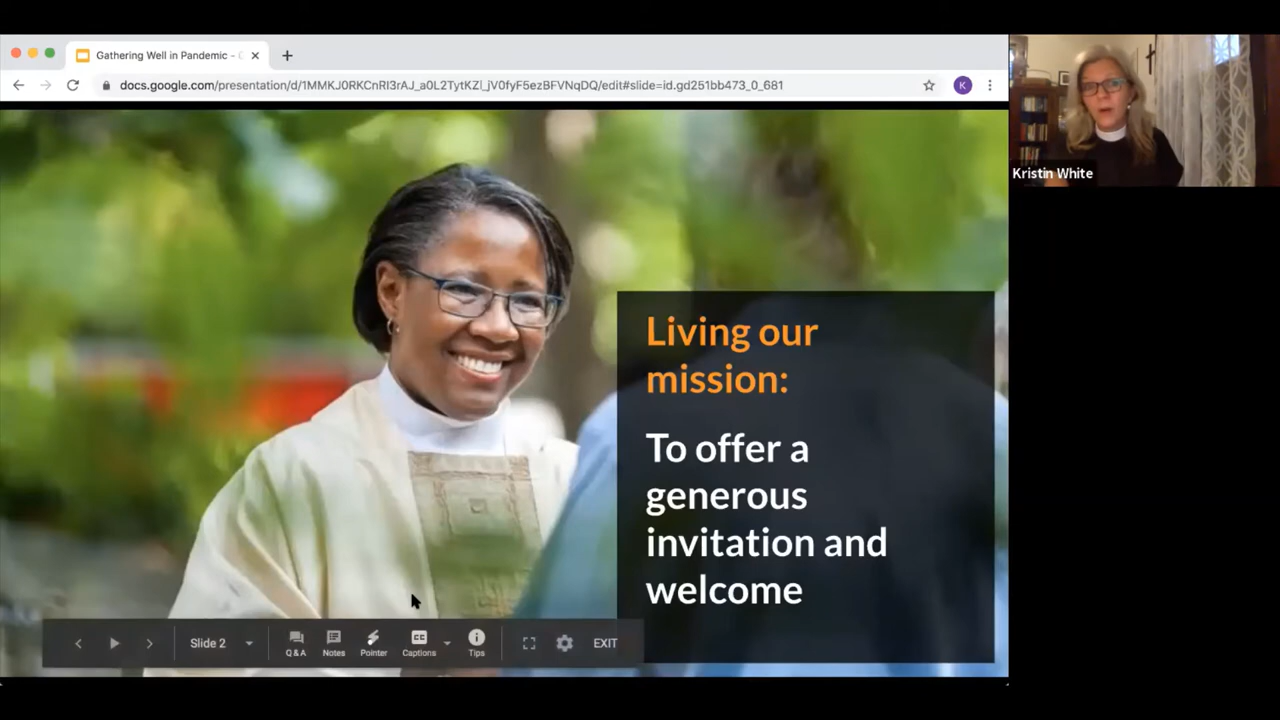 Gathering Well in Pandemic -
docs.google.com/presentation/d/1MMKJ0RKCnRI3rAJ_a0L2TytKZl_jV0fyF5ezBFVNqDQ/edit#slide=id.gd251bb473_0_681
K
Kristin White
Living our
mission:
To offer a
generous
invitation and
welcome
Slide 2
Q&A
Notes
Pointer
CC
Captions
Tips
EXIT